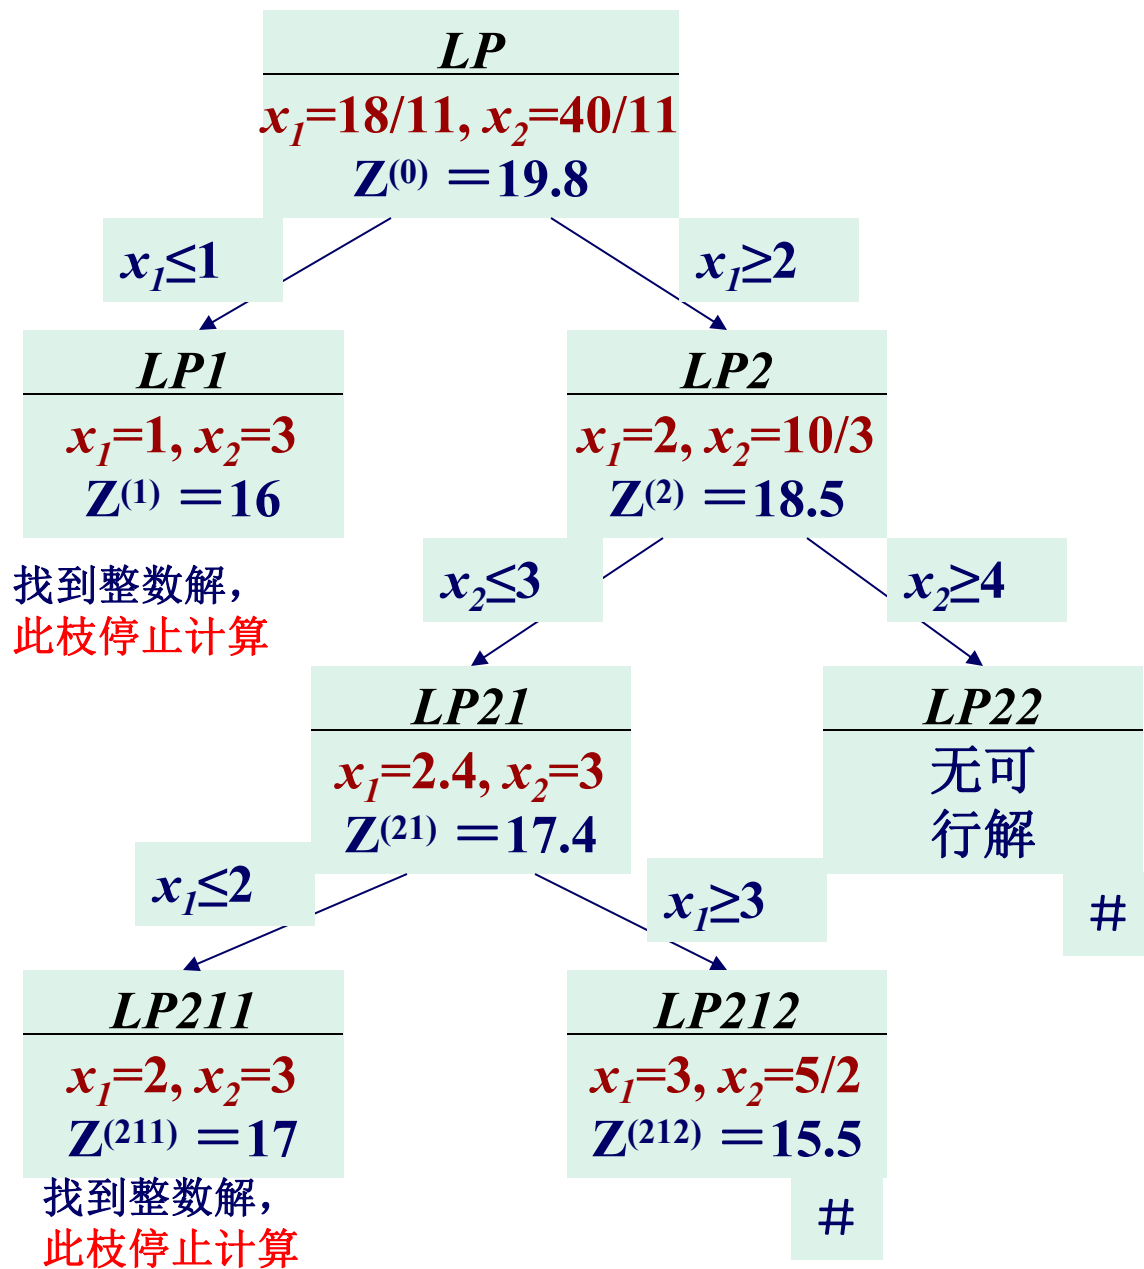 LP
x₁=18/11, x₂=40/11
Z⁽⁰⁾ ＝19.8
x₁≤1
x₁≥2
LP1
x₁=1, x₂=3
Z⁽¹⁾ ＝16
找到整数解，
此枝停止计算
LP2
x₁=2, x₂=10/3
Z⁽²⁾ ＝18.5
x₂≤3
x₂≥4
LP21
x₁=2.4, x₂=3
Z⁽²¹⁾ ＝17.4
LP22
无可
行解
#
x₁≤2
x₁≥3
LP211
x₁=2, x₂=3
Z⁽²¹¹⁾ ＝17
找到整数解，
此枝停止计算
LP212
x₁=3, x₂=5/2
Z⁽²¹²⁾ ＝15.5
#